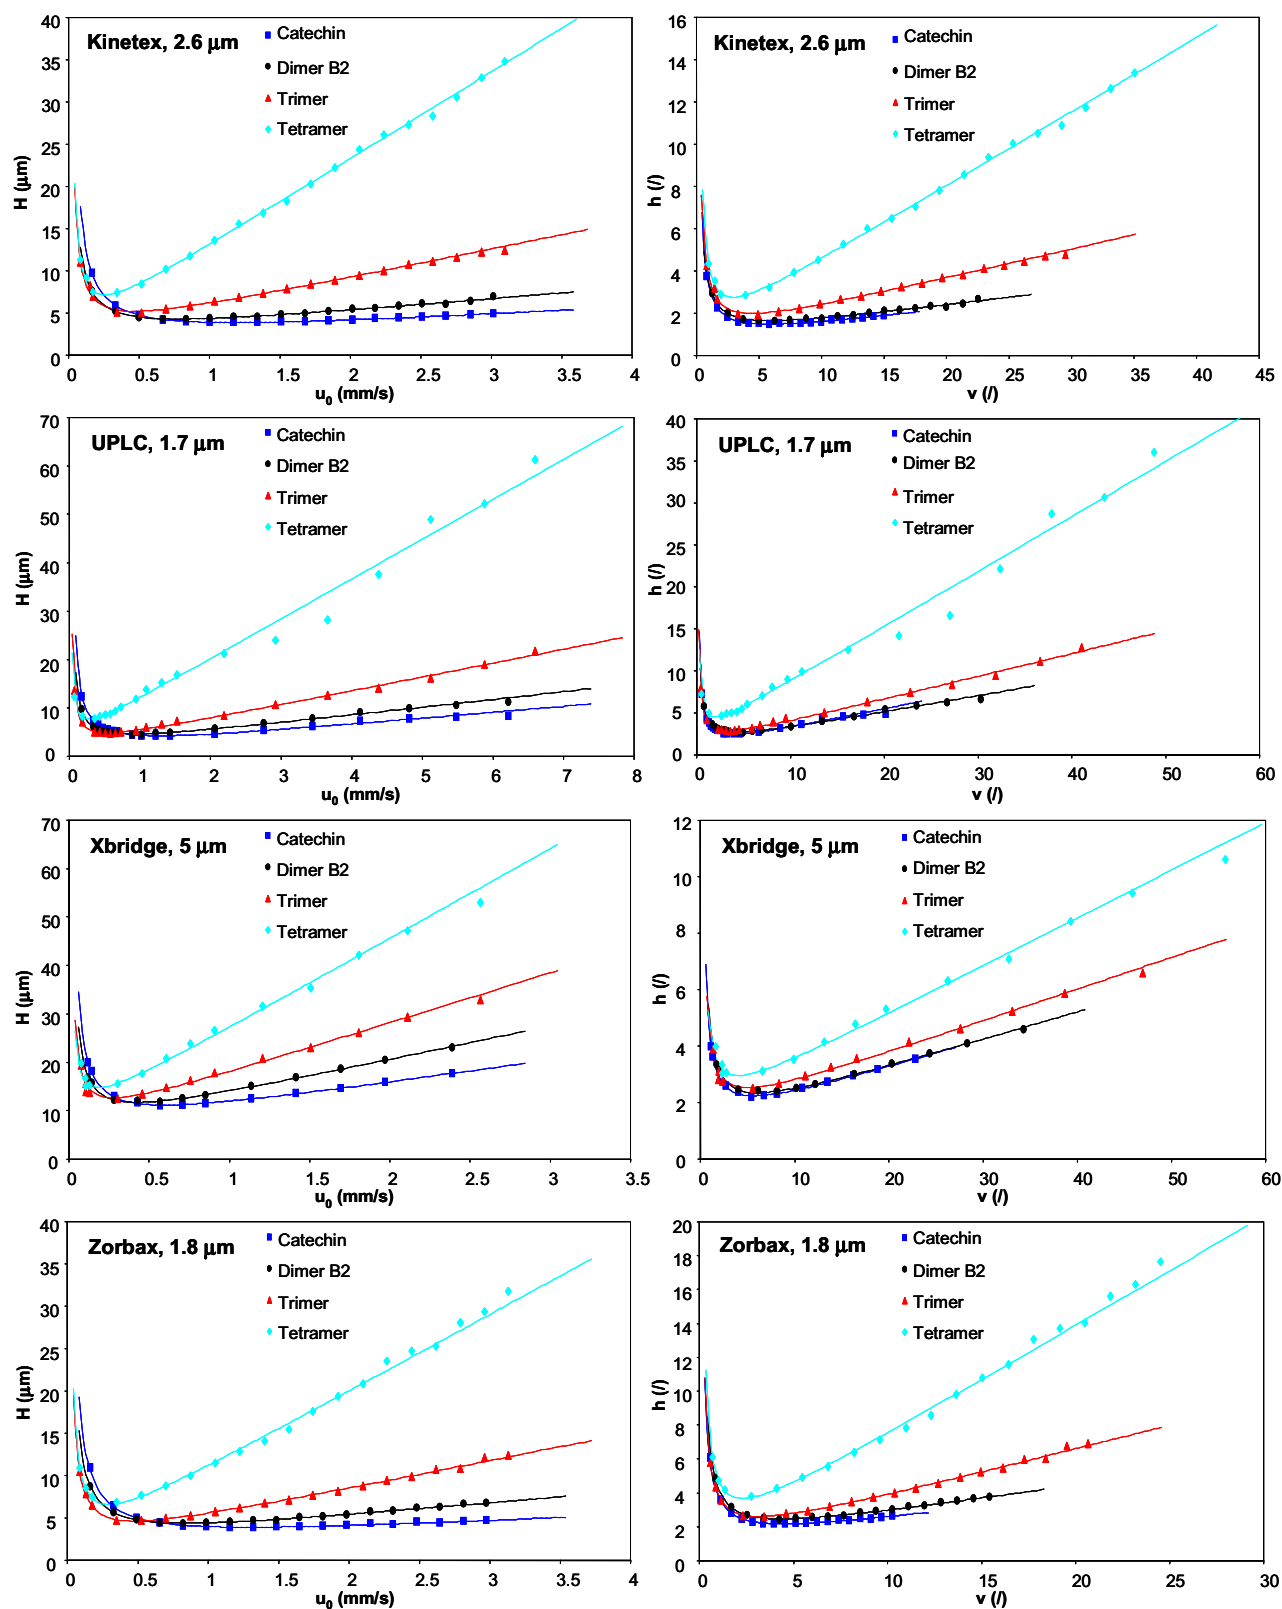 Kinetex, 2.6 μm
Catechin
Dimer B2
Trimer
Tetramer
H (μm)
40
35
30
25
20
15
10
5
0
0 0.5 1 1.5 2 2.5 3 3.5 4
u0 (mm/s)
Kinetex, 2.6 μm
Catechin
Dimer B2
Trimer
Tetramer
h (/)
16
14
12
10
8
6
4
2
0
0 5 10 15 20 25 30 35 40 45
v (/)
UPLC, 1.7 μm
Catechin
Dimer B2
Trimer
Tetramer
H (μm)
70
60
50
40
30
20
10
0
0 1 2 3 4 5 6 7 8
u0 (mm/s)
UPLC, 1.7 μm
Catechin
Dimer B2
Trimer
Tetramer
h (/)
40
35
30
25
20
15
10
5
0
0 10 20 30 40 50 60
v (/)
Xbridge, 5 μm
Catechin
Dimer B2
Trimer
Tetramer
H (μm)
70
60
50
40
30
20
10
0
0 0.5 1 1.5 2 2.5 3 3.5
u0 (mm/s)
Xbridge, 5 μm
Catechin
Dimer B2
Trimer
Tetramer
h (/)
12
10
8
6
4
2
0
0 10 20 30 40 50 60
v (/)
Zorbax, 1.8 μm
Catechin
Dimer B2
Trimer
Tetramer
H (μm)
40
35
30
25
20
15
10
5
0
0 0.5 1 1.5 2 2.5 3 3.5 4
u0 (mm/s)
Zorbax, 1.8 μm
Catechin
Dimer B2
Trimer
Tetramer
h (/)
20
18
16
14
12
10
8
6
4
2
0
0 5 10 15 20 25 30
v (/)